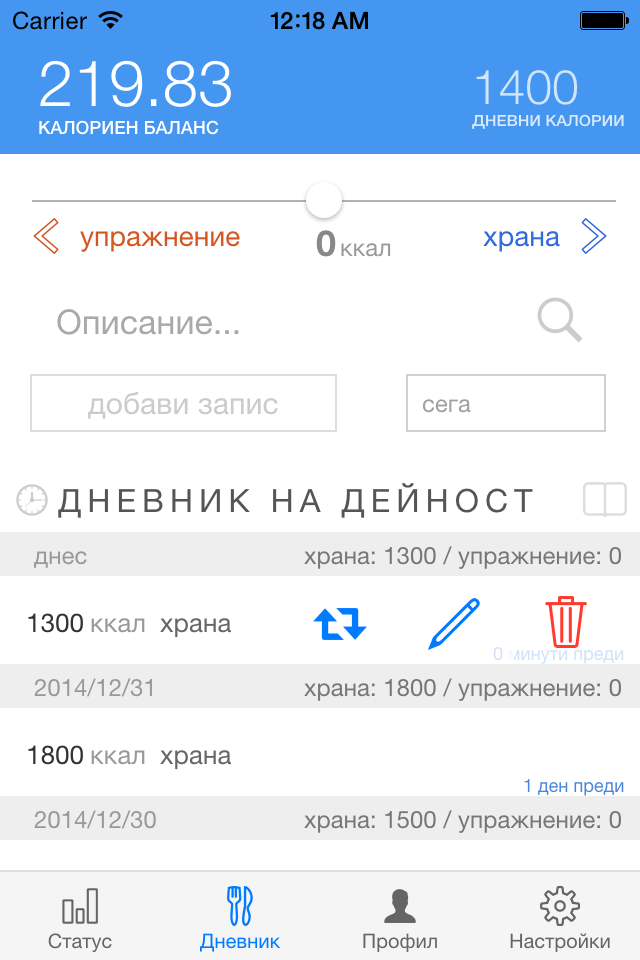 Carrier 12:18 AM
219.83
КАЛОРИЕН БАЛАНС
1400
ДНЕВНИ КАЛОРИИ
упражнение
0 ккал
храна
Описание...
добави запис
сега
ДНЕВНИК НА ДЕЙНОСТ
днес храна: 1300 / упражнение: 0
1300 ккал храна
0 минути преди
2014/12/31 храна: 1800 / упражнение: 0
1800 ккал храна
1 ден преди
2014/12/30 храна: 1500 / упражнение: 0
Статус Дневник Профил Настройки